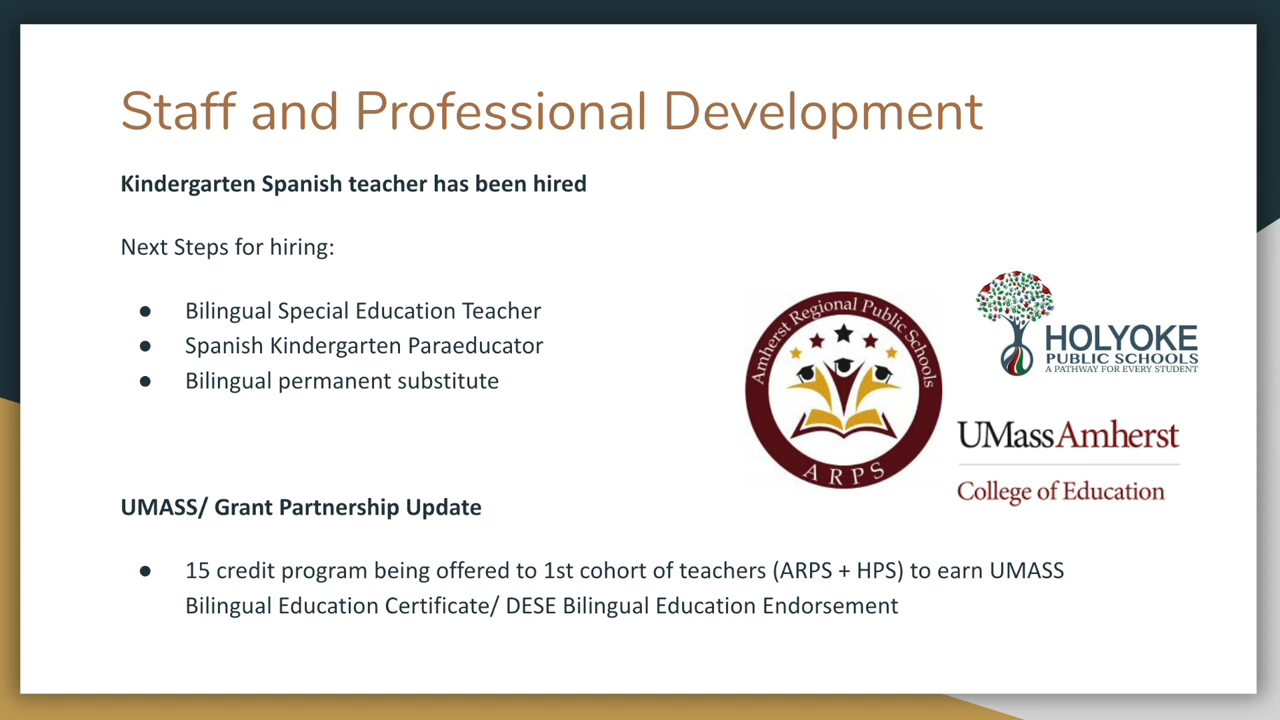 Staff and Professional Development
Kindergarten Spanish teacher has been hired
Next Steps for hiring:
● Bilingual Special Education Teacher
● Spanish Kindergarten Paraeducator
● Bilingual permanent substitute
Amherst Regional Public Schools
ARPS
HOLYOKE
PUBLIC SCHOOLS
A PATHWAY FOR EVERY STUDENT
UMassAmherst
College of Education
UMASS/ Grant Partnership Update
● 15 credit program being offered to 1st cohort of teachers (ARPS + HPS) to earn UMASS
Bilingual Education Certificate/ DESE Bilingual Education Endorsement